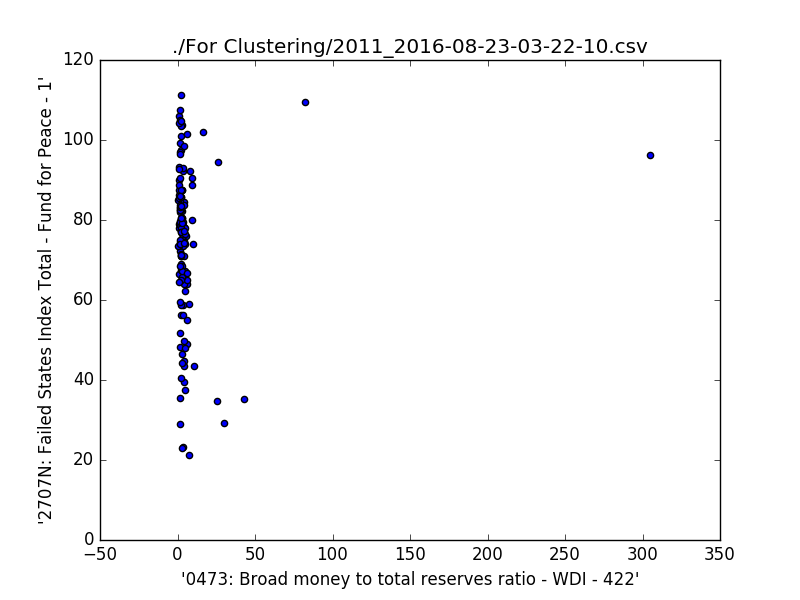 ./For Clustering/2011_2016-08-23-03-22-10.csv
120
100
80
60
40
20
0
'2707N: Failed States Index Total - Fund for Peace - 1'
−50 0 50 100 150 200 250 300 350
'0473: Broad money to total reserves ratio - WDI - 422'